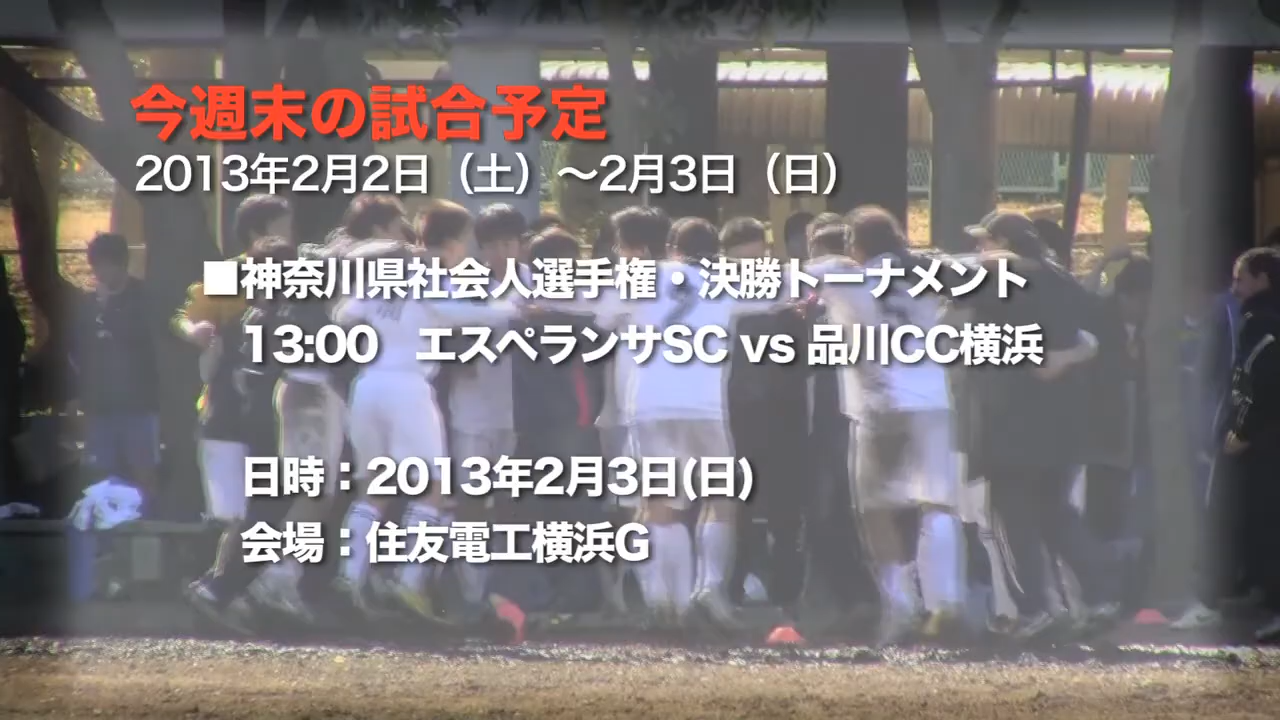 今週末の試合予定
2013年2月2日（土）〜2月3日（日）
■神奈川県社会人選手権・決勝トーナメント
13:00　エスペランサSC vs 品川CC横浜
日時：2013年2月3日(日)
会場：住友電工横浜G